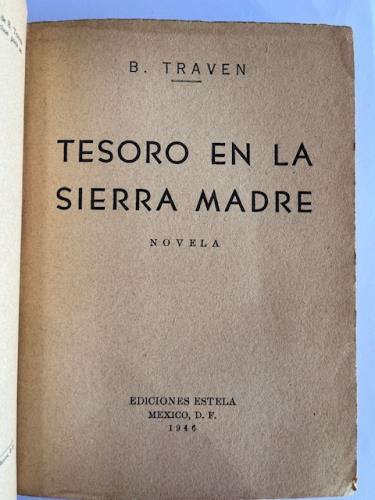 B. TRAVEN
TESORO EN LA
SIERRA MADRE
NOVELA
EDICIONES ESTELA
MEXICO, D. F.
1946